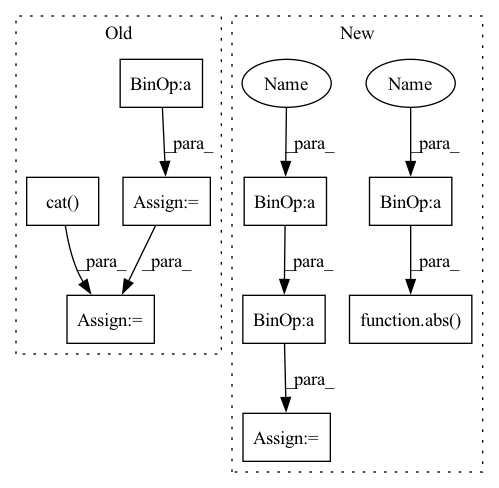 Old
New
BinOp:a
Name
Name
_para_
_para_
_para_
cat()
Assign:=
BinOp:a
BinOp:a
_para_
_para_
_para_
_para_
Assign:=
BinOp:a
function.abs()
_para_
Assign:=